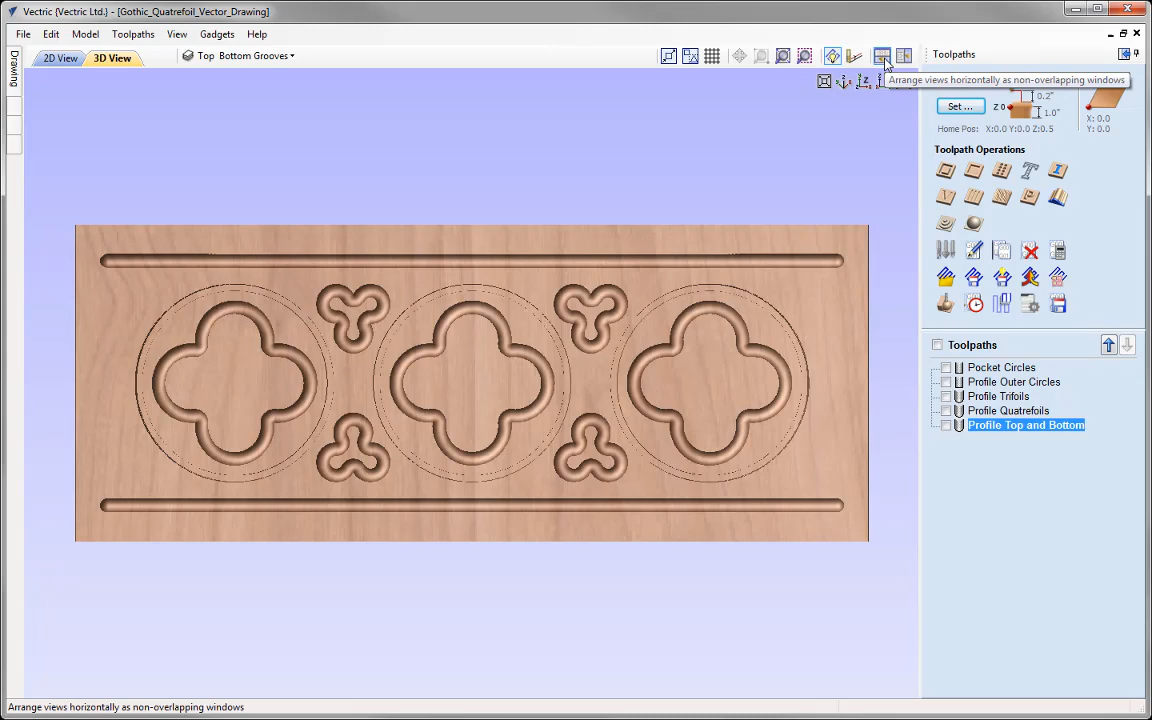 Vectric {Vectric Ltd.} - [Gothic_Quatrefoil_Vector_Drawing]
File Edit Model Toolpaths View Gadgets Help
Drawing
2D View
3D View
Top Bottom Grooves
Toolpaths
Arrange views horizontally as non-overlapping windows
Set ...
Z 0
0.2"
1.0"
Home Pos: X:0.0 Y:0.0 Z:0.5
X: 0.0
Y: 0.0
Toolpath Operations
Toolpaths
Pocket Circles
Profile Outer Circles
Profile Trifoils
Profile Quatrefoils
Profile Top and Bottom
Arrange views horizontally as non-overlapping windows